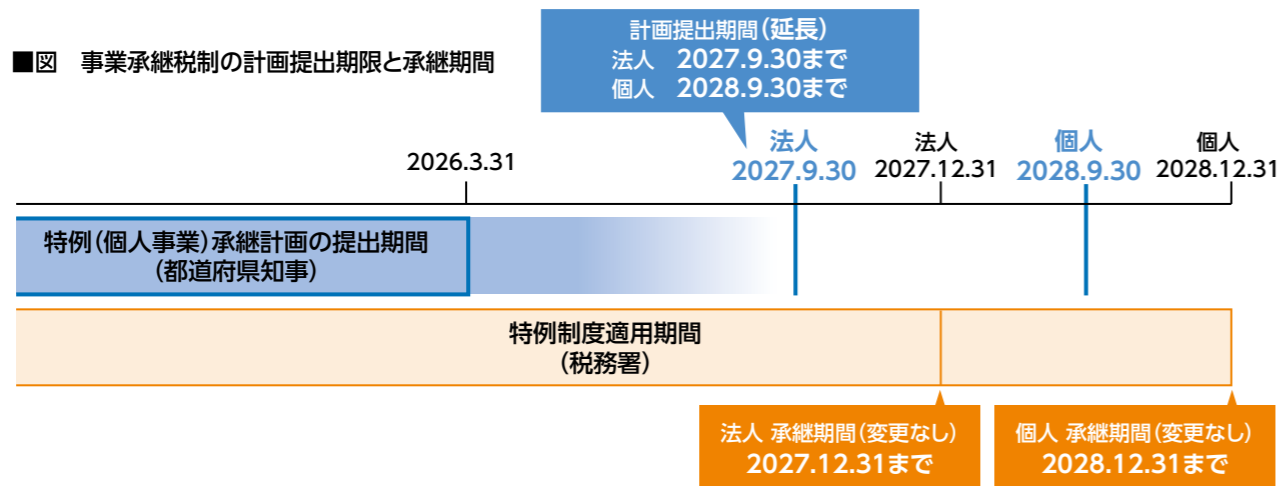 ■図 事業承継税制の計画提出期限と承継期間
計画提出期間（延長）
法人 2027.9.30まで
個人 2028.9.30まで
2026.3.31
法人
2027.9.30
法人
2027.12.31
個人
2028.9.30
個人
2028.12.31
特例（個人事業）承継計画の提出期間
（都道府県知事）
特例制度適用期間
（税務署）
法人 承継期間（変更なし）
2027.12.31まで
個人 承継期間（変更なし）
2028.12.31まで